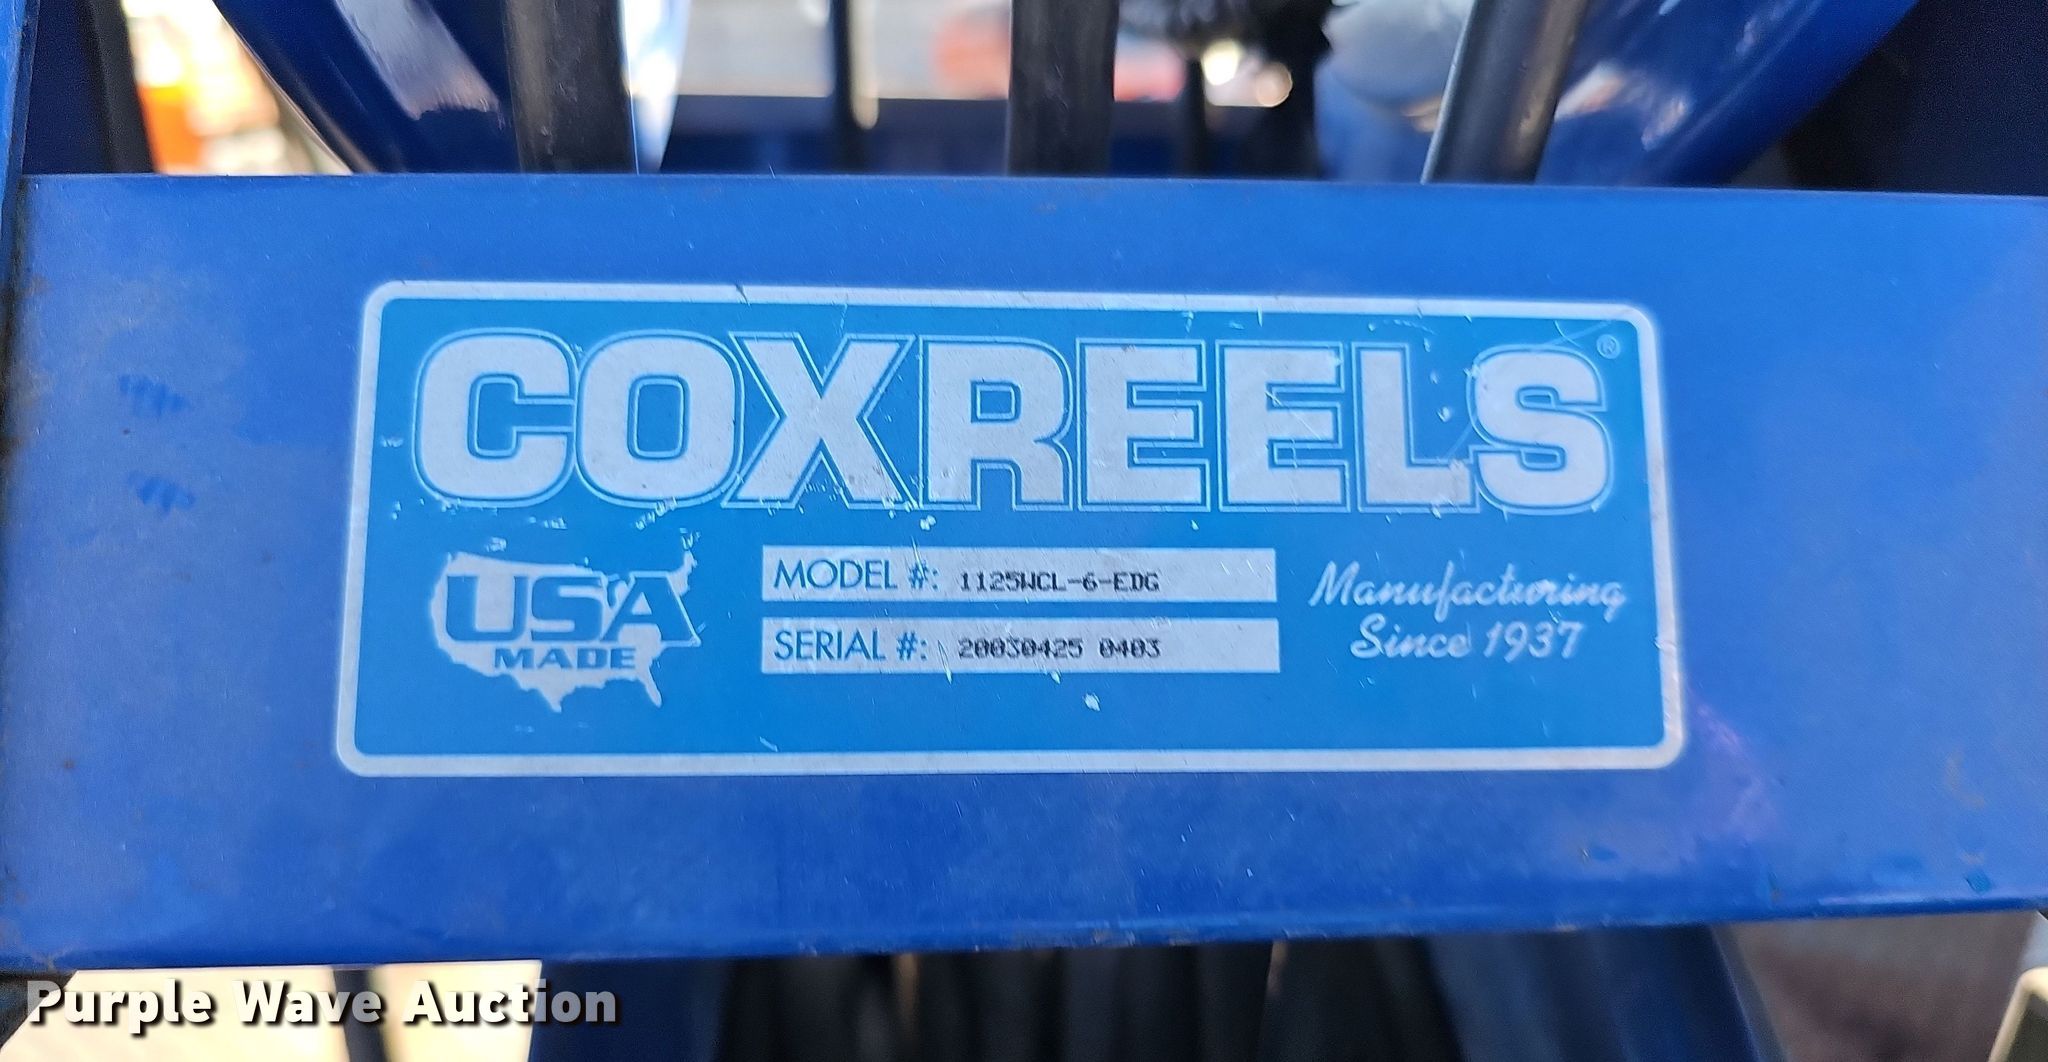 COXREELS®
USA
MADE
MODEL #: 1125WCL-6-EDG
SERIAL #: 20030425 0403
Manufacturing
Since 1937
Purple Wave Auction